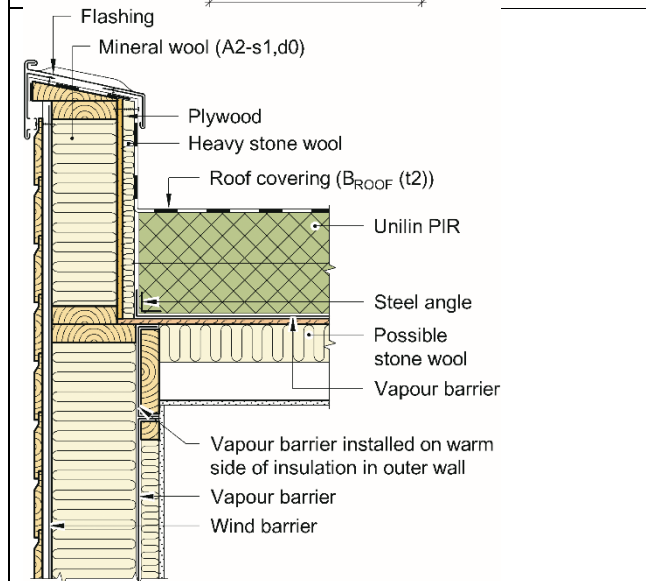 Flashing
Mineral wool (A2-s1,d0)
Plywood
Heavy stone wool
Roof covering (BROOF (t2))
Unilin PIR
Steel angle
Possible
stone wool
Vapour barrier
Vapour barrier installed on warm
side of insulation in outer wall
Vapour barrier
Wind barrier